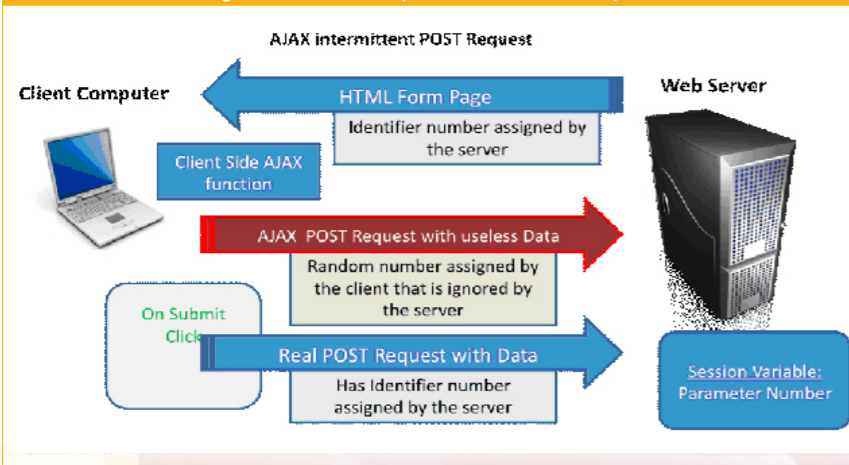 AJAX intermittent POST Request
Client Computer
Web Server
HTML Form Page
Identifier number assigned by
the server
Client Side AJAX
function
AJAX POST Request with useless Data
Random number assigned by
the client that is ignored by
the server
On Submit
Click
Real POST Request with Data
Has Identifier number
assigned by the server
Session Variable:
Parameter Number